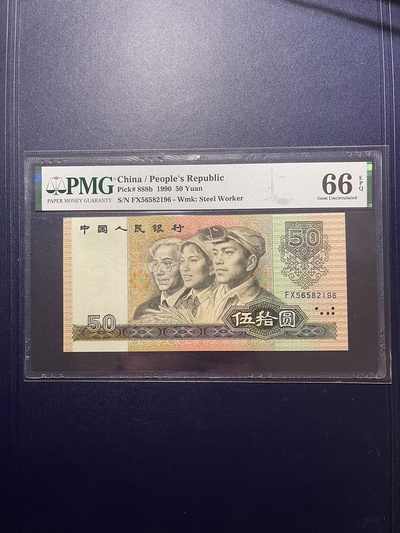 PMG
PAPER MONEY GUARANTY
China / People's Republic
Pick# 888b 1990 50 Yuan
S/N FX56582196 - Wmk: Steel Worker
66 EPQ
Gem Uncirculated
中国人民银行
50
FX56582196
50
伍拾圆